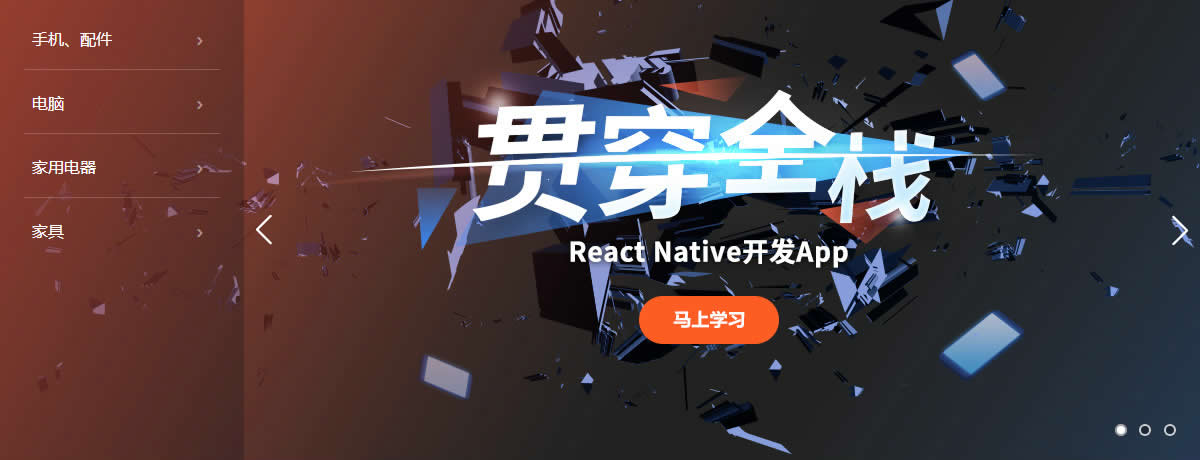 手机、配件
电脑
家用电器
家具
贯穿全栈
React Native开发App
马上学习